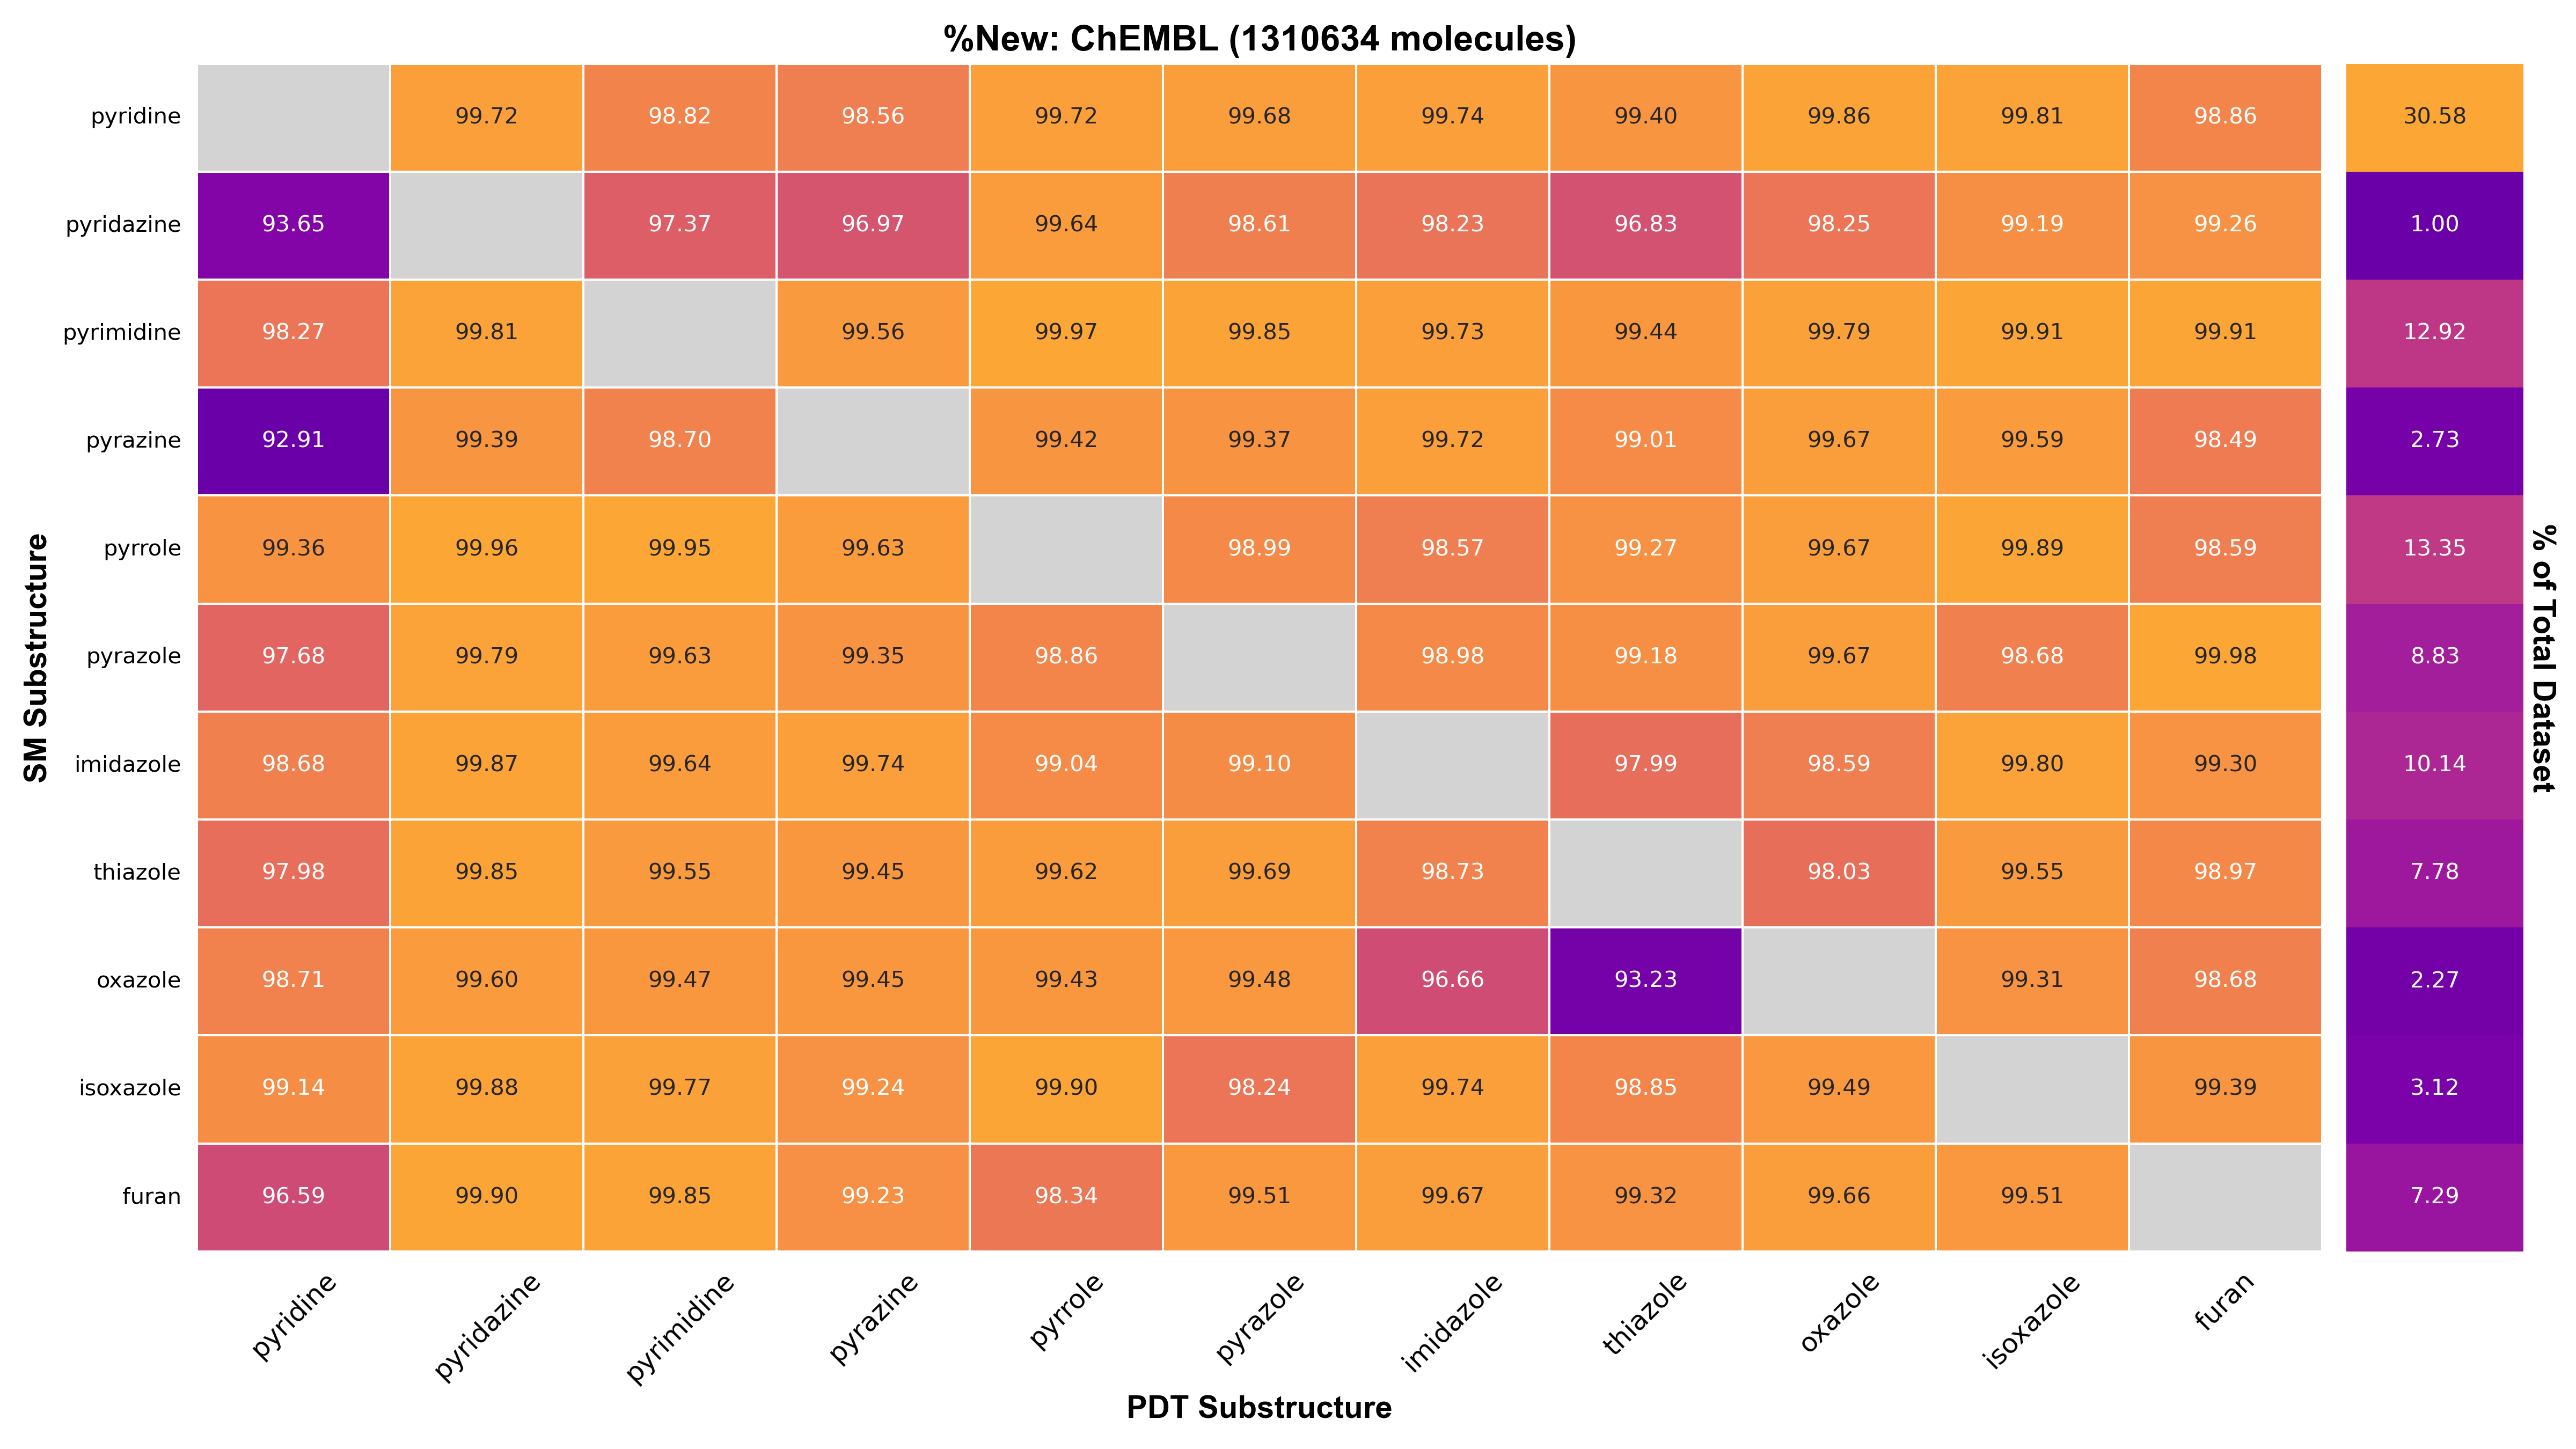 %New: ChEMBL (1310634 molecules)
pyridine 99.72 98.82 98.56 99.72 99.68 99.74 99.40 99.86 99.81 98.86 30.58
pyridazine 93.65 97.37 96.97 99.64 98.61 98.23 96.83 98.25 99.19 99.26 1.00
pyrimidine 98.27 99.81 99.56 99.97 99.85 99.73 99.44 99.79 99.91 99.91 12.92
pyrazine 92.91 99.39 98.70 99.42 99.37 99.72 99.01 99.67 99.59 98.49 2.73
pyrrole 99.36 99.96 99.95 99.63 98.99 98.57 99.27 99.67 99.89 98.59 13.35
pyrazole 97.68 99.79 99.63 99.35 98.86 98.98 99.18 99.67 98.68 99.98 8.83
imidazole 98.68 99.87 99.64 99.74 99.04 99.10 97.99 98.59 99.80 99.30 10.14
thiazole 97.98 99.85 99.55 99.45 99.62 99.69 98.73 98.03 99.55 98.97 7.78
oxazole 98.71 99.60 99.47 99.45 99.43 99.48 96.66 93.23 99.31 98.68 2.27
isoxazole 99.14 99.88 99.77 99.24 99.90 98.24 99.74 98.85 99.49 99.39 3.12
furan 96.59 99.90 99.85 99.23 98.34 99.51 99.67 99.32 99.66 99.51 7.29
pyridine pyridazine pyrimidine pyrazine pyrrole pyrazole imidazole thiazole oxazole isoxazole furan
PDT Substructure
SM Substructure
% of Total Dataset